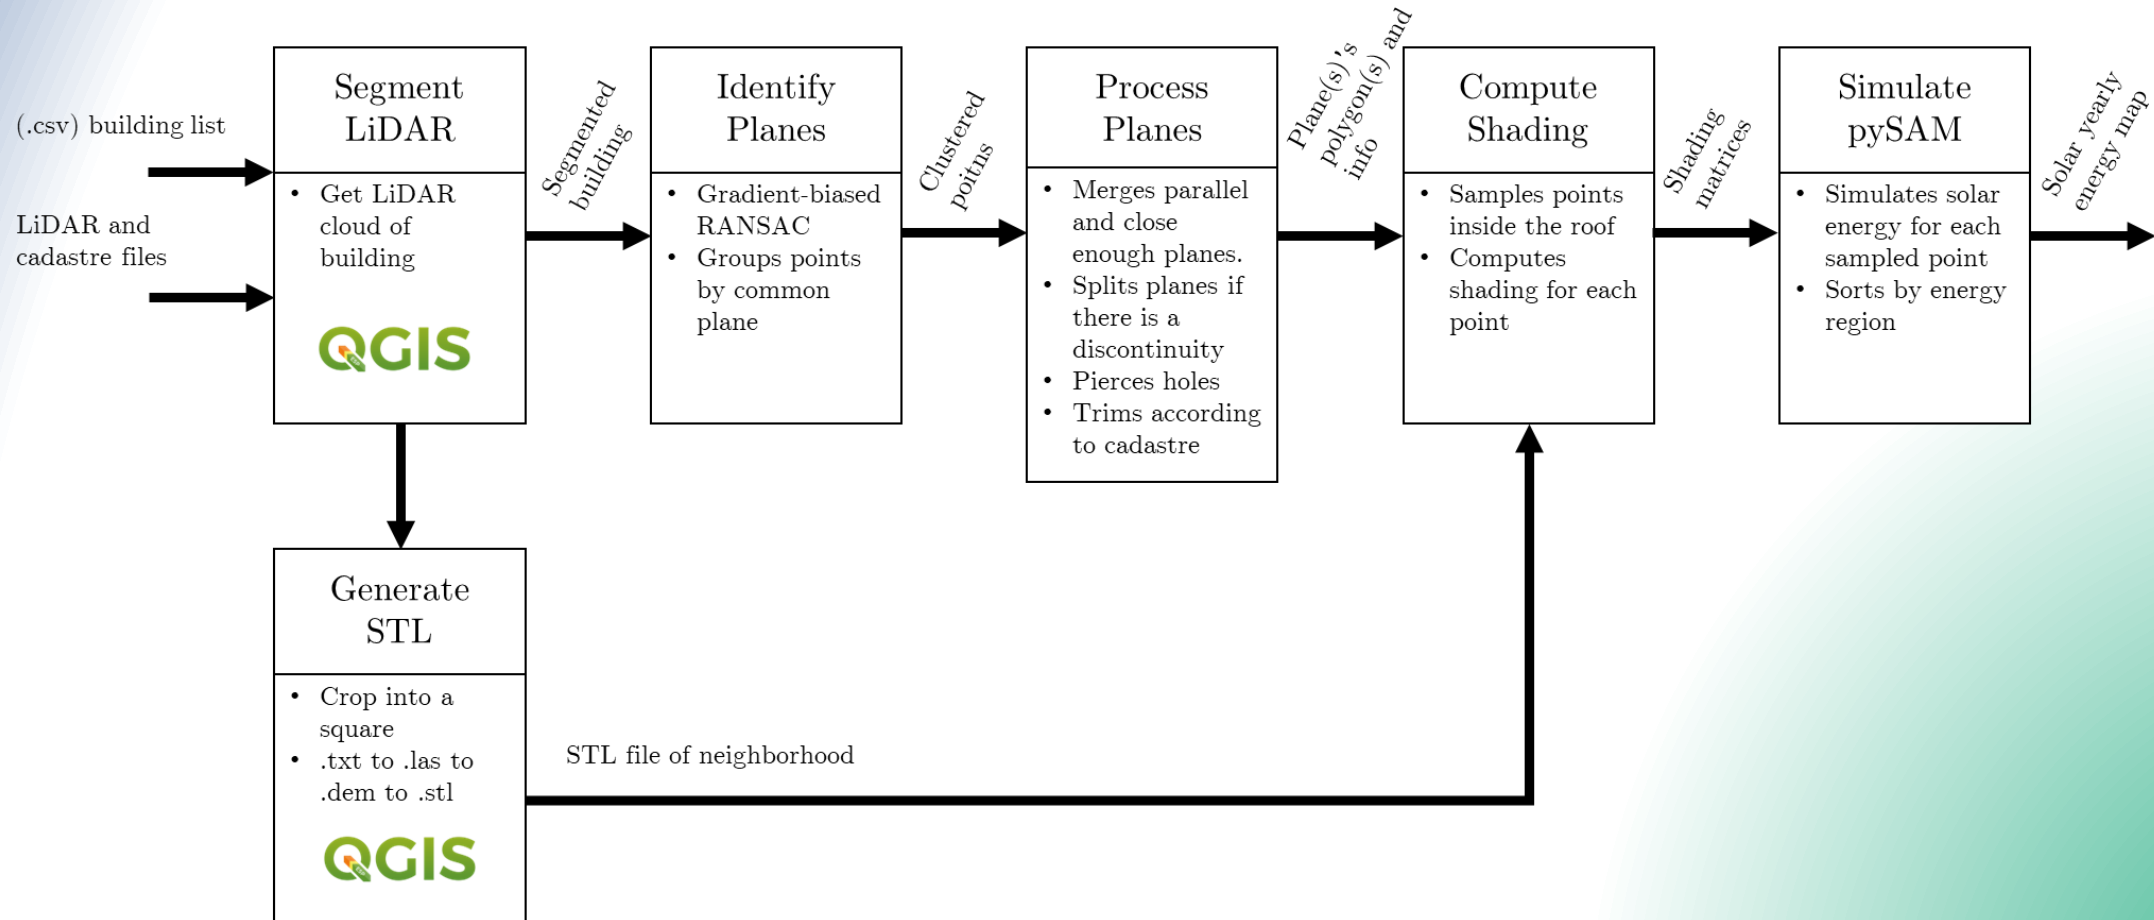 (.csv) building list
LiDAR and
cadastre files
Segment
LiDAR
• Get LiDAR
cloud of
building
QGIS
Segmented
building
Identify
Planes
• Gradient-biased
RANSAC
• Groups points
by common
plane
Clustered
poitns
Process
Planes
• Merges parallel
and close
enough planes.
• Splits planes if
there is a
discontinuity
• Pierces holes
• Trims according
to cadastre
Plane(s)'s
polygon(s) and
info
Compute
Shading
• Samples points
inside the roof
• Computes
shading for each
point
Shading
matrices
Simulate
pySAM
• Simulates solar
energy for each
sampled point
• Sorts by energy
region
Solar yearly
energy map
Generate
STL
• Crop into a
square
• .txt to .las to
.dem to .stl
QGIS
STL file of neighborhood